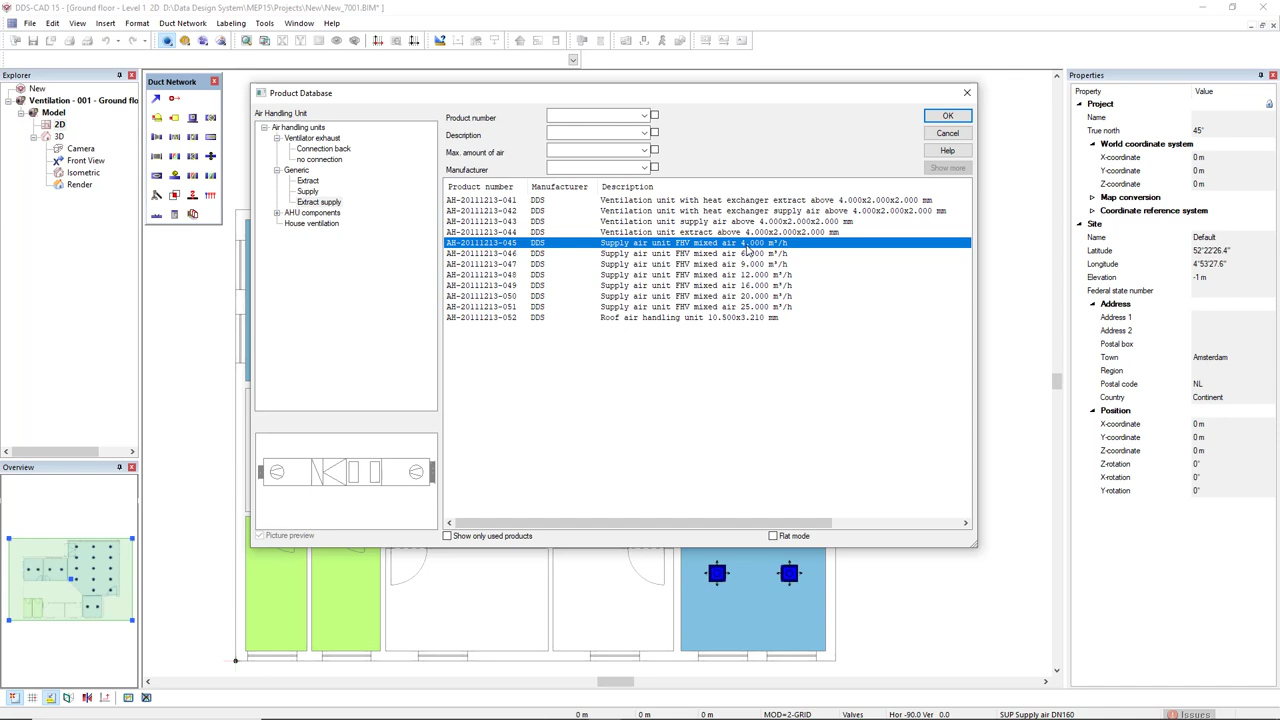 DDS-CAD 15 - [Ground floor - Level 1  2D  D:\Data Design System\MEP15\Projects\New\New_7001.BIM* ]
File Edit View Insert Format Duct Network Labeling Tools Window Help
Explorer
New
Ventilation - 001 - Ground flo
Model
2D
3D
Camera
Front View
Isometric
Render
Overview
Duct Network
Product Database
Air Handling Unit
Air handling units
Ventilator exhaust
Connection back
no connection
Generic
Extract
Supply
Extract supply
AHU components
House ventilation
Picture preview
Product number
Description
Max. amount of air
Manufacturer
OK
Cancel
Help
Show more
Product number Manufacturer Description
AH-20111213-041 DDS Ventilation unit with heat exchanger extract above 4.000x2.000x2.000 mm
AH-20111213-042 DDS Ventilation unit with heat exchanger supply air above 4.000x2.000x2.000 mm
AH-20111213-043 DDS Ventilation unit supply air above 4.000x2.000x2.000 mm
AH-20111213-044 DDS Ventilation unit extract above 4.000x2.000x2.000 mm
AH-20111213-045 DDS Supply air unit FHV mixed air 4.000 m³/h
AH-20111213-046 DDS Supply air unit FHV mixed air 6.000 m³/h
AH-20111213-047 DDS Supply air unit FHV mixed air 9.000 m³/h
AH-20111213-048 DDS Supply air unit FHV mixed air 12.000 m³/h
AH-20111213-049 DDS Supply air unit FHV mixed air 16.000 m³/h
AH-20111213-050 DDS Supply air unit FHV mixed air 20.000 m³/h
AH-20111213-051 DDS Supply air unit FHV mixed air 25.000 m³/h
AH-20111213-052 DDS Roof air handling unit 10.500x3.210 mm
Show only used products
Flat mode
Properties
Property Value
Project
Name
True north 45°
World coordinate system
X-coordinate 0 m
Y-coordinate 0 m
Z-coordinate 0 m
Map conversion
Coordinate reference system
Site
Name Default
Latitude 52°22'26.4"
Longitude 4°53'27.6"
Elevation -1 m
Federal state number
Address
Address 1
Address 2
Postal box
Town Amsterdam
Region
Postal code NL
Country Continent
Position
X-coordinate 0 m
Y-coordinate 0 m
Z-coordinate 0 m
Z-rotation 0°
X-rotation 0°
Y-rotation 0°
0 m 0 m 0 m MOD=2-GRID Valves Hor -90.0 Ver 0.0 SUP Supply air DN160 Issues